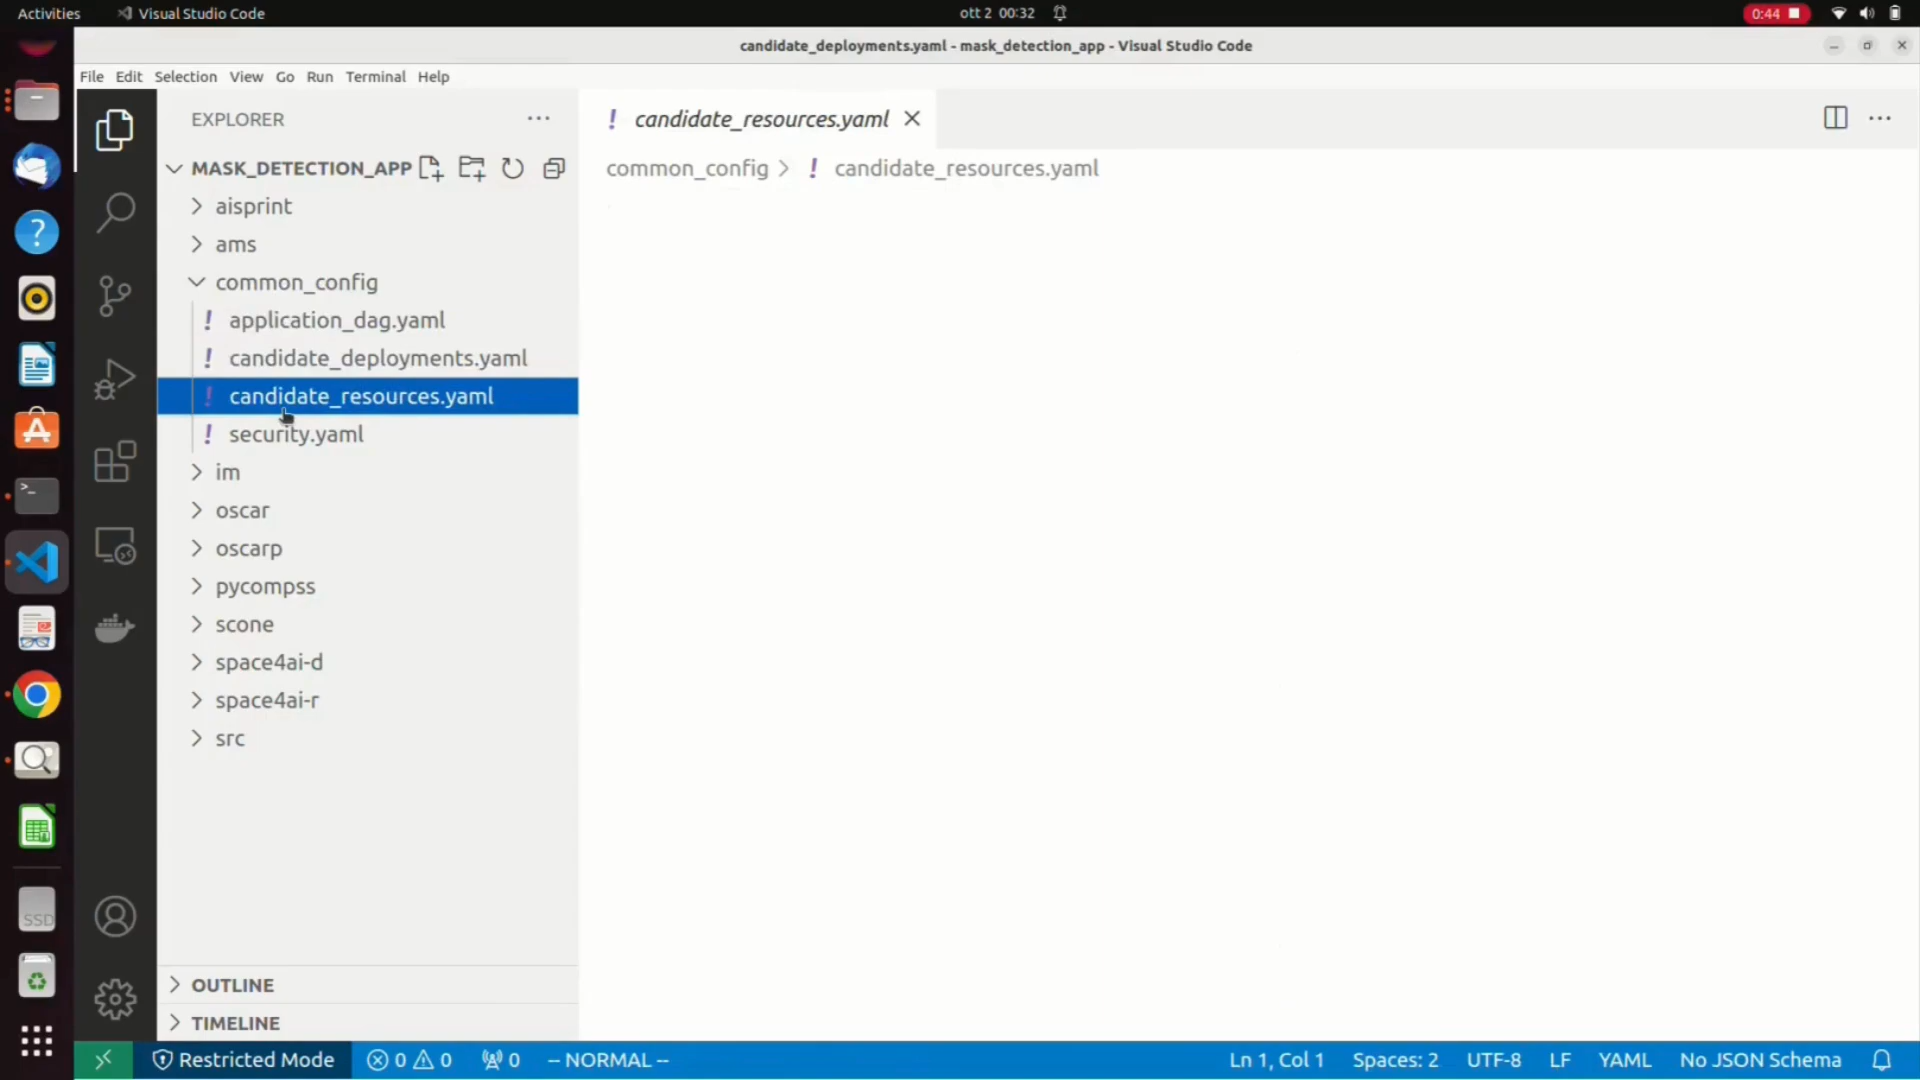 Activities
Visual Studio Code
ott 2 00:32
0:44
candidate_deployments.yaml - mask_detection_app - Visual Studio Code
File Edit Selection View Go Run Terminal Help
EXPLORER
MASK_DETECTION_APP
aisprint
ams
common_config
! application_dag.yaml
! candidate_deployments.yaml
! candidate_resources.yaml
! security.yaml
im
oscar
oscarp
pycompss
scone
space4ai-d
space4ai-r
src
OUTLINE
TIMELINE
! candidate_resources.yaml
common_config > ! candidate_resources.yaml
SSD
Restricted Mode
0 0
0
-- NORMAL --
Ln 1, Col 1
Spaces: 2
UTF-8
LF
YAML
No JSON Schema